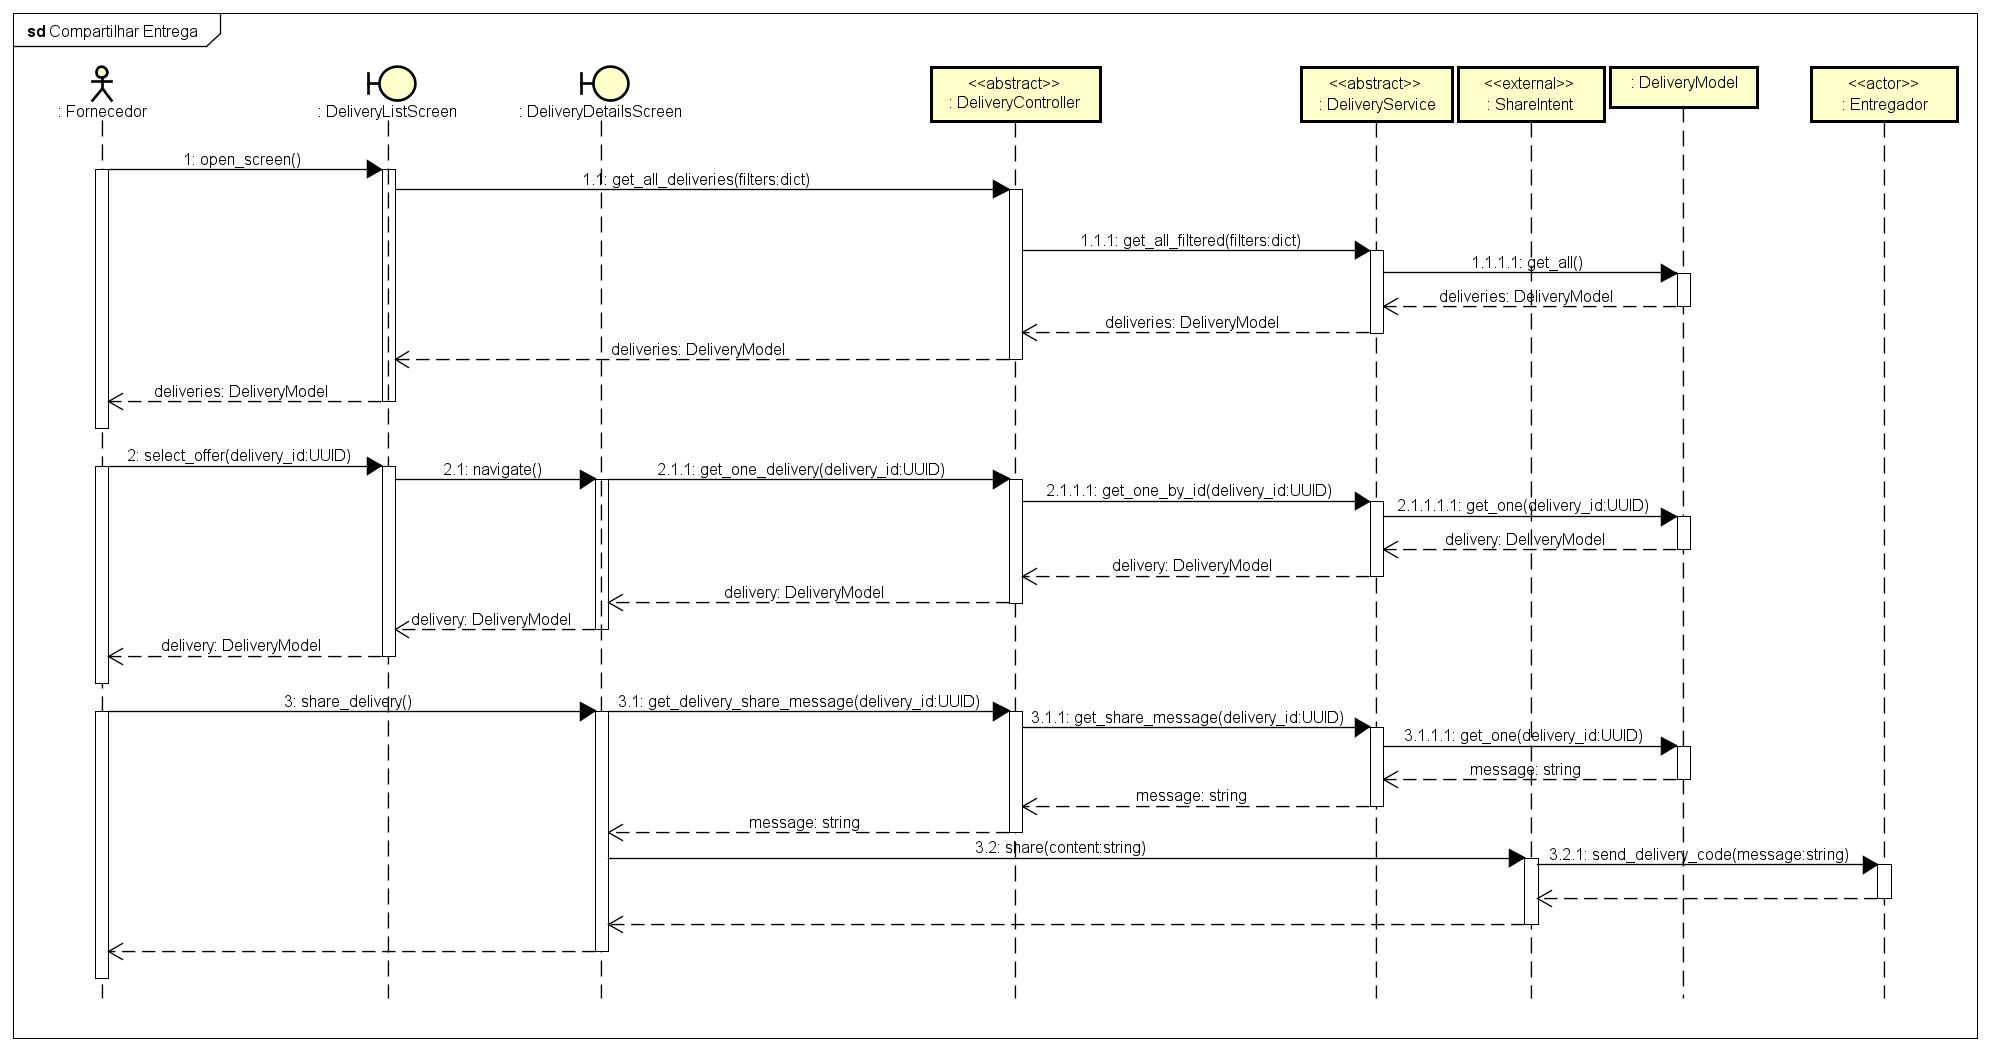 sd Compartilhar Entrega
: Fornecedor
: DeliveryListScreen
: DeliveryDetailsScreen
<<abstract>>
: DeliveryController
<<abstract>>
: DeliveryService
<<external>>
: ShareIntent
: DeliveryModel
<<actor>>
: Entregador
1: open_screen()
1.1: get_all_deliveries(filters:dict)
1.1.1: get_all_filtered(filters:dict)
1.1.1.1: get_all()
deliveries: DeliveryModel
deliveries: DeliveryModel
deliveries: DeliveryModel
deliveries: DeliveryModel
2: select_offer(delivery_id:UUID)
2.1: navigate()
2.1.1: get_one_delivery(delivery_id:UUID)
2.1.1.1: get_one_by_id(delivery_id:UUID)
2.1.1.1.1: get_one(delivery_id:UUID)
delivery: DeliveryModel
delivery: DeliveryModel
delivery: DeliveryModel
delivery: DeliveryModel
delivery: DeliveryModel
3: share_delivery()
3.1: get_delivery_share_message(delivery_id:UUID)
3.1.1: get_share_message(delivery_id:UUID)
3.1.1.1: get_one(delivery_id:UUID)
message: string
message: string
message: string
3.2: share(content:string)
3.2.1: send_delivery_code(message:string)